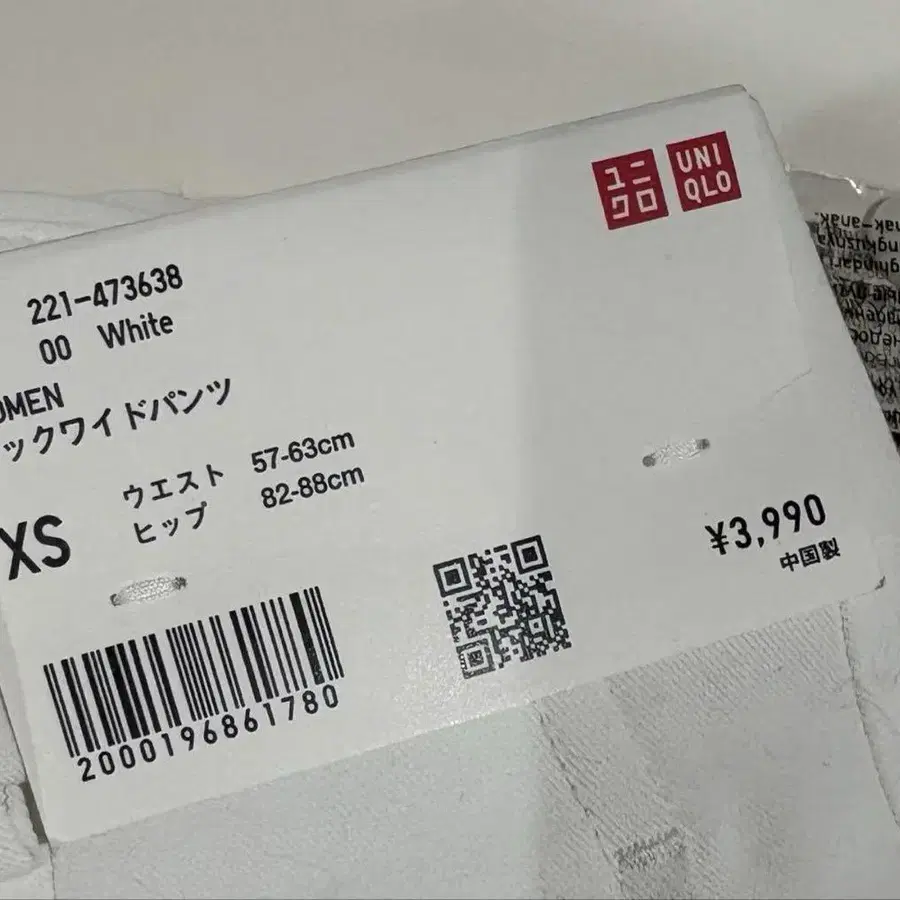 ユニクロ
UNI
QLO
221-473638
00 White
OMEN
ックワイドパンツ
ウエスト 57-63cm
ヒップ 82-88cm
XS
¥3,990
中国製
2000196861780